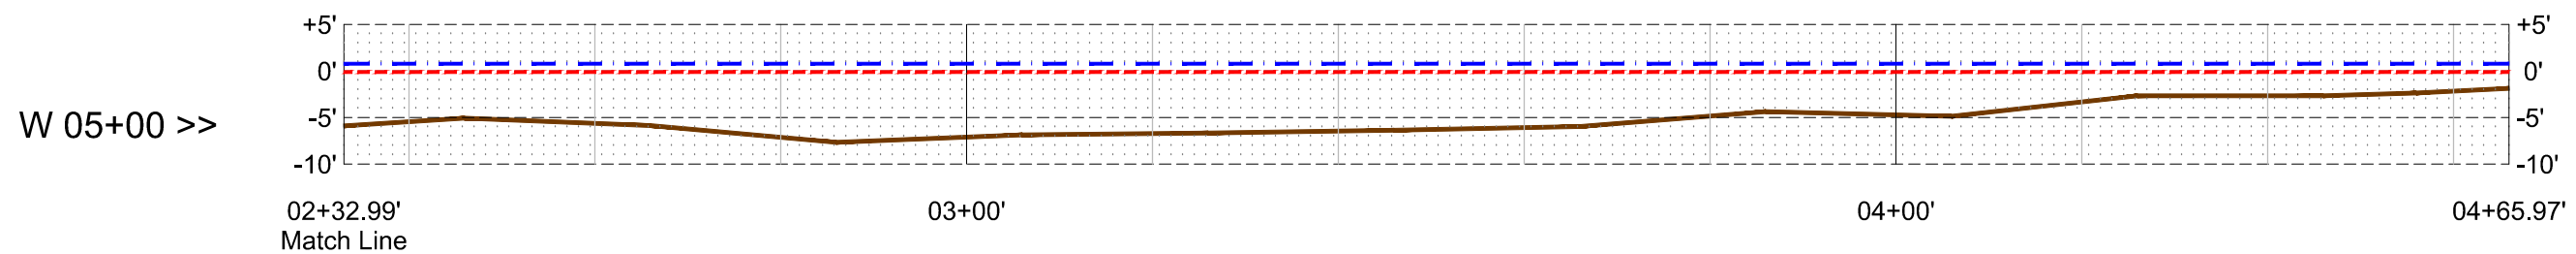 +5' +5'
0' 0'
W 05+00 >> -5' -5'
-10' -10'
02+32.99' 03+00' 04+00' 04+65.97'
Match Line